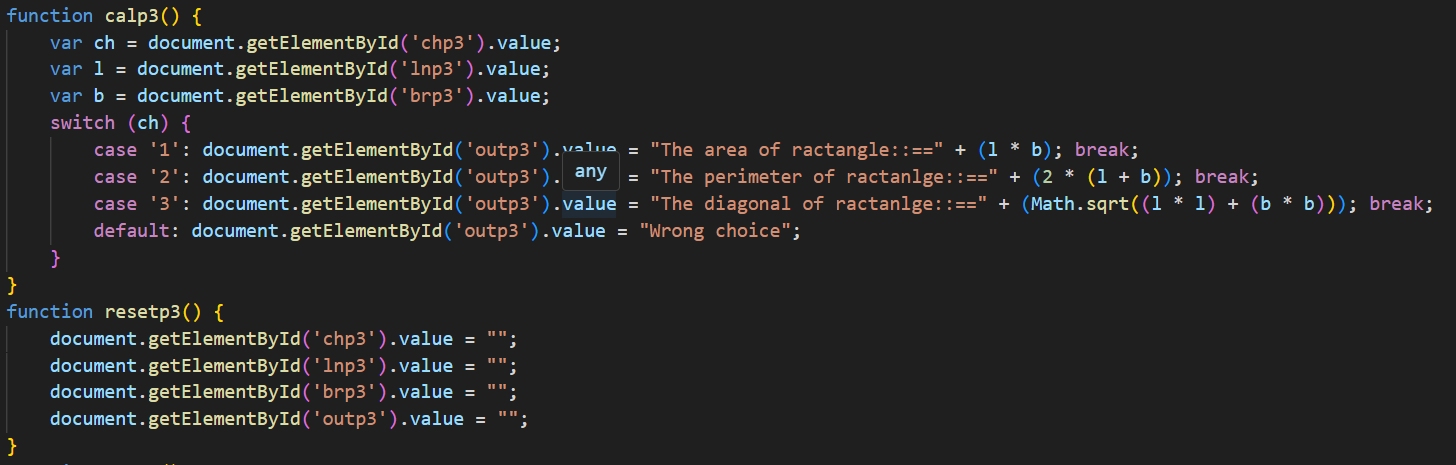 function calp3() {
    var ch = document.getElementById('chp3').value;
    var l = document.getElementById('lnp3').value;
    var b = document.getElementById('brp3').value;
    switch (ch) {
        case '1': document.getElementById('outp3').value = "The area of ractangle::==" + (l * b); break;
        case '2': document.getElementById('outp3'). any = "The perimeter of ractanlge::==" + (2 * (l + b)); break;
        case '3': document.getElementById('outp3').value = "The diagonal of ractanlge::==" + (Math.sqrt((l * l) + (b * b))); break;
        default: document.getElementById('outp3').value = "Wrong choice";
    }
}
function resetp3() {
    document.getElementById('chp3').value = "";
    document.getElementById('lnp3').value = "";
    document.getElementById('brp3').value = "";
    document.getElementById('outp3').value = "";
}